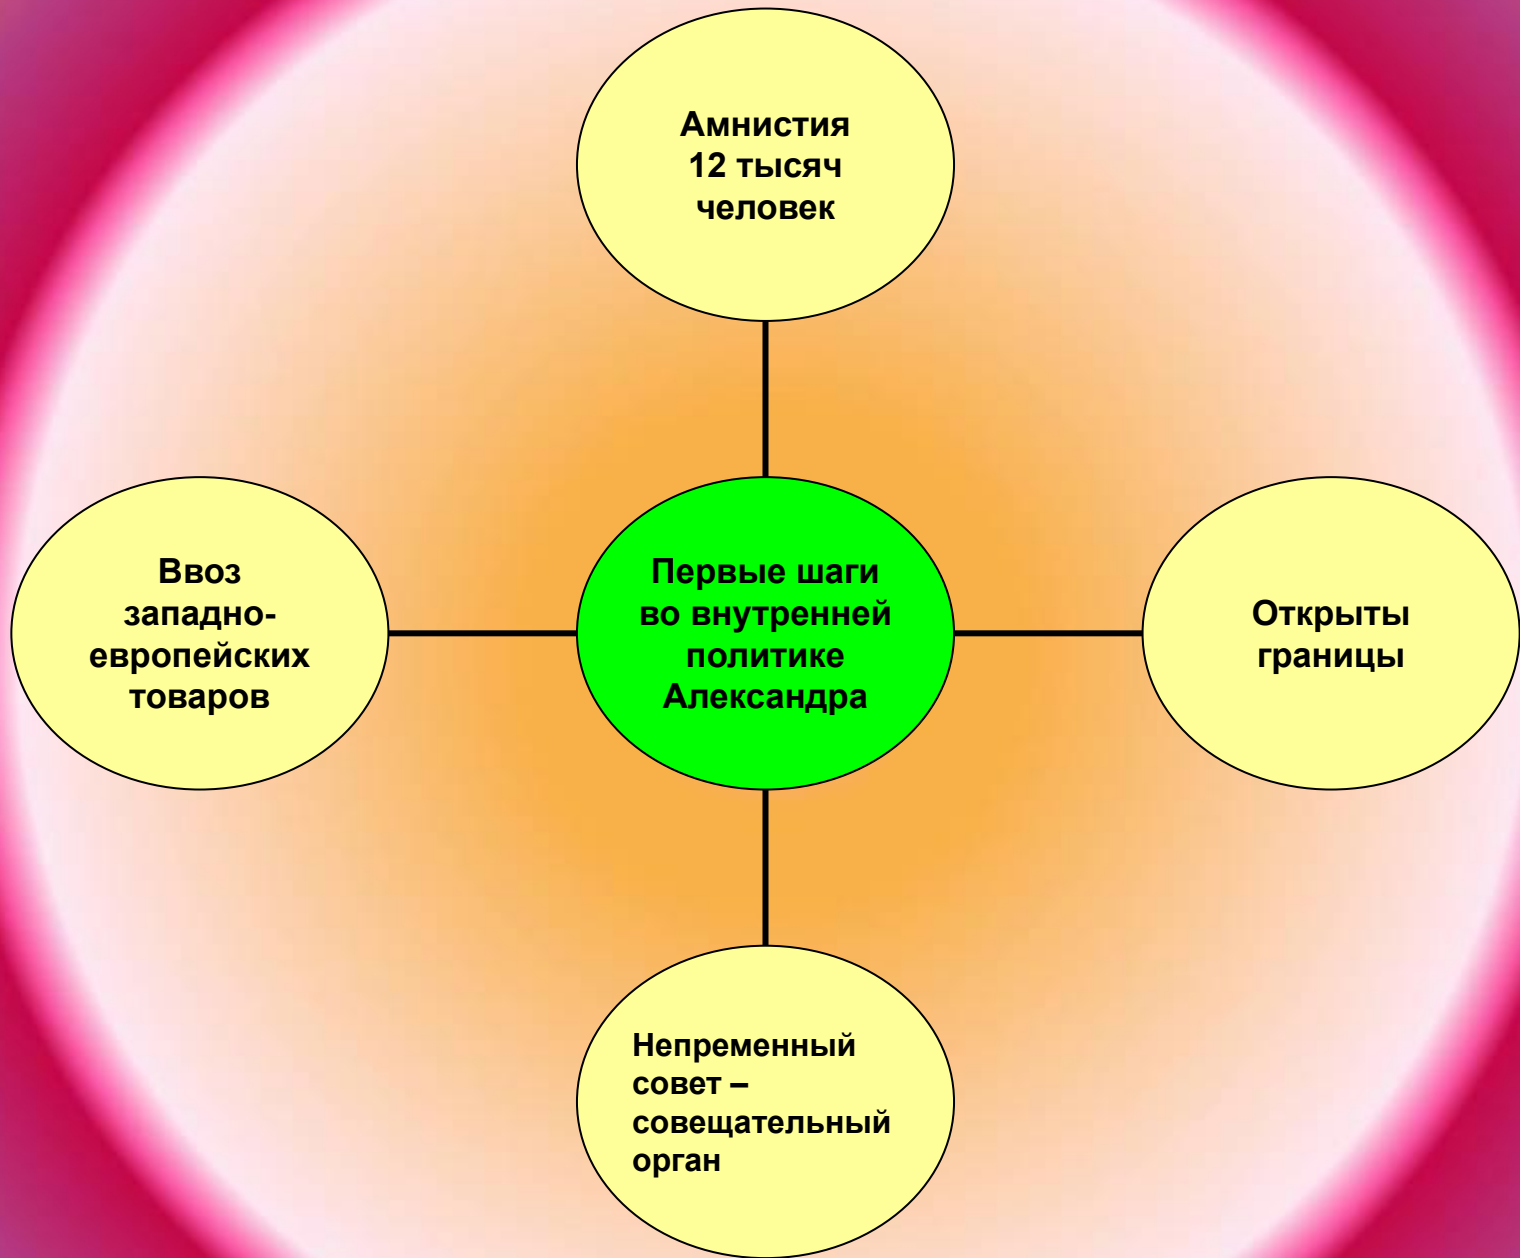 Амнистия
12 тысяч
человек
Ввоз
западно-
европейских
товаров
Первые шаги
во внутренней
политике
Александра
Открыты
границы
Непременный
совет –
совещательный
орган